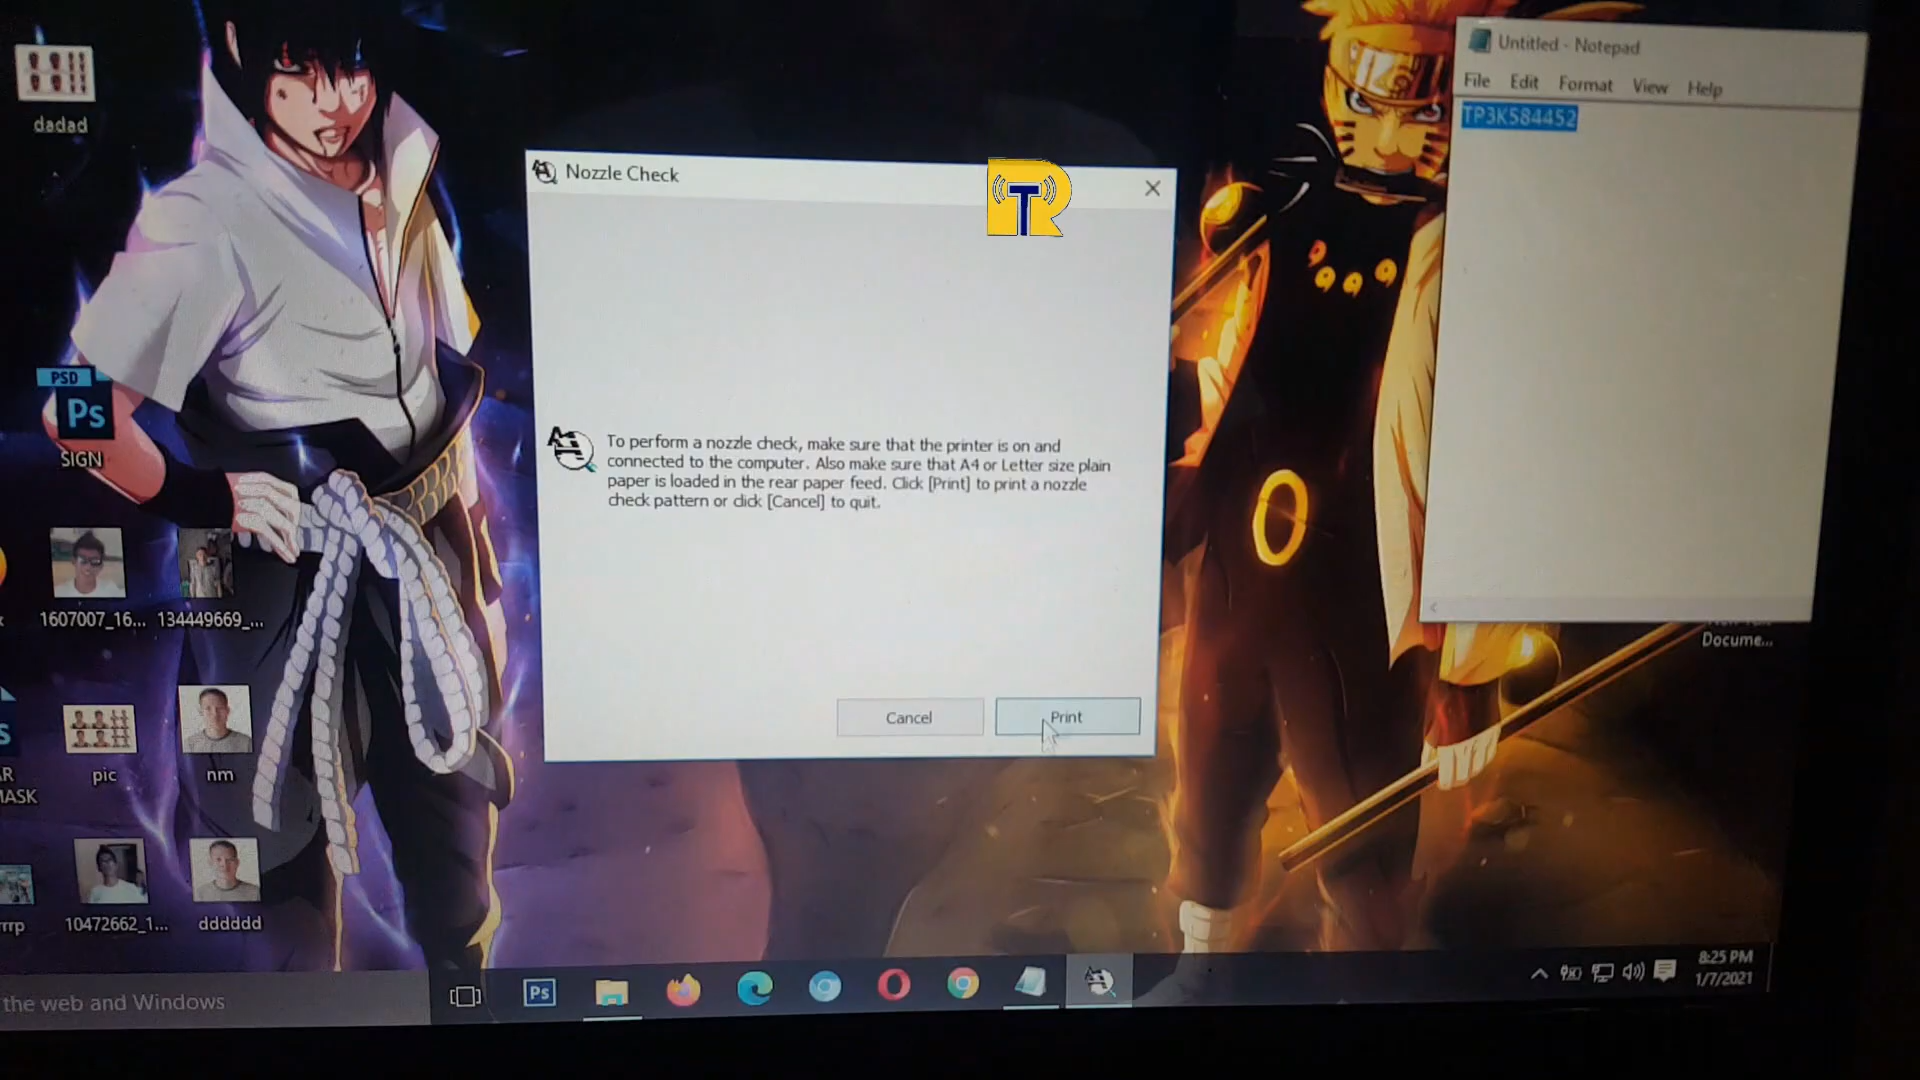 dadad
PSD
Ps
SIGN
1607007_16...
134449669_...
pic
nm
10472662_1...
dddddd
Nozzle Check
TR
To perform a nozzle check, make sure that the printer is on and
connected to the computer. Also make sure that A4 or Letter size plain
paper is loaded in the rear paper feed. Click [Print] to print a nozzle
check pattern or click [Cancel] to quit.
Cancel
Print
Untitled - Notepad
File Edit Format View Help
TP3K584452
Docume...
the web and Windows
Ps
8:25 PM
1/7/2021